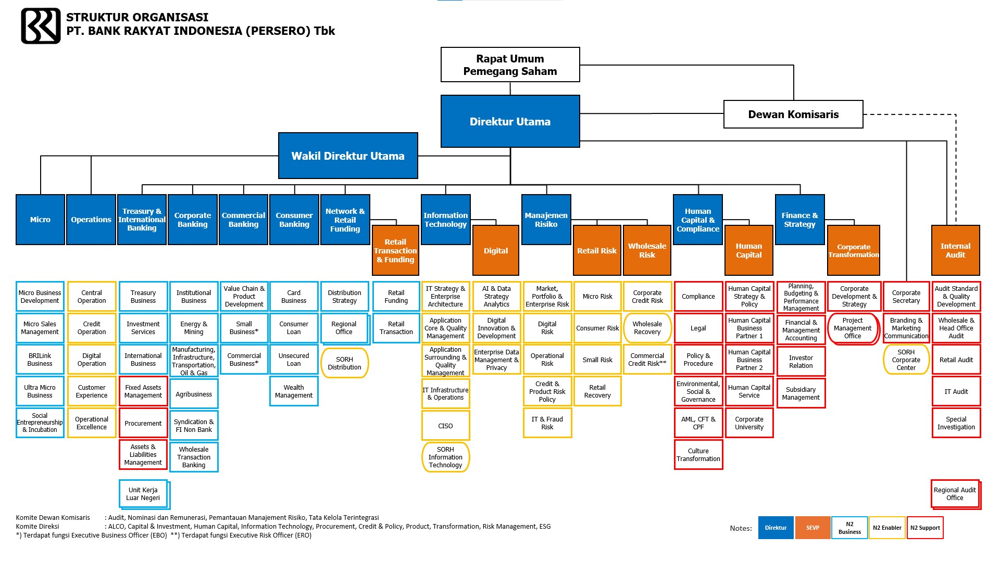 STRUKTUR ORGANISASI
PT. BANK RAKYAT INDONESIA (PERSERO) Tbk
Rapat Umum
Pemegang Saham
Direktur Utama
Dewan Komisaris
Wakil Direktur Utama
Micro
Operations
Treasury &
International
Banking
Corporate
Banking
Commercial
Banking
Consumer
Banking
Network &
Retail
Funding
Retail
Transaction
& Funding
Information
Technology
Digital
Manajemen
Risiko
Retail Risk
Wholesale
Risk
Human
Capital &
Compliance
Human
Capital
Finance &
Strategy
Corporate
Transformation
Internal
Audit
Micro Business
Development
Micro Sales
Management
BRILink
Business
Ultra Micro
Business
Social
Entrepreneurship
& Incubation
Central
Operation
Credit
Operation
Digital
Operation
Customer
Experience
Operational
Excellence
Treasury
Business
Investment
Services
International
Business
Fixed Assets
Management
Procurement
Assets &
Liabilities
Management
Unit Kerja
Luar Negeri
Institutional
Business
Energy &
Mining
Manufacturing,
Infrastructure,
Transportation,
Oil & Gas
Agribusiness
Syndication &
FI Non Bank
Wholesale
Transaction
Banking
Value Chain &
Product
Development
Small
Business*
Commercial
Business*
Card
Business
Consumer
Loan
Unsecured
Loan
Wealth
Management
Distribution
Strategy
Regional
Office
SORH
Distribution
Retail
Funding
Retail
Transaction
IT Strategy &
Enterprise
Architecture
Application
Core & Quality
Management
Application
Surrounding &
Quality
Management
IT Infrastructure
& Operations
CISO
SORH
Information
Technology
AI & Data
Strategy
Analytics
Digital
Innovation &
Development
Enterprise Data
Management &
Privacy
Market,
Portfolio &
Enterprise Risk
Digital
Risk
Operational
Risk
Credit &
Product Risk
Policy
IT & Fraud
Risk
Micro Risk
Consumer Risk
Small Risk
Retail
Recovery
Corporate
Credit Risk
Wholesale
Recovery
Commercial
Credit Risk**
Compliance
Legal
Policy &
Procedure
Environmental,
Social &
Governance
AML, CFT &
CPF
Culture
Transformation
Human Capital
Strategy &
Policy
Human Capital
Business
Partner 1
Human Capital
Business
Partner 2
Human Capital
Service
Corporate
University
Planning,
Budgeting &
Performance
Management
Financial &
Management
Accounting
Investor
Relation
Subsidiary
Management
Corporate
Development &
Strategy
Project
Management
Office
Corporate
Secretary
Branding &
Marketing
Communication
SORH
Corporate
Center
Audit Standard
& Quality
Development
Wholesale &
Head Office
Audit
Retail Audit
IT Audit
Special
Investigation
Regional Audit
Office
Komite Dewan Komisaris : Audit, Nominasi dan Remunerasi, Pemantauan Manajement Risiko, Tata Kelola Terintegrasi
Komite Direksi : ALCO, Capital & Investment, Human Capital, Information Technology, Procurement, Credit & Policy, Product, Transformation, Risk Management, ESG
*) Terdapat fungsi Executive Business Officer (EBO) **) Terdapat fungsi Executive Risk Officer (ERO)
Notes:
Direktur
SEVP
N2
Business
N2 Enabler
N2 Support